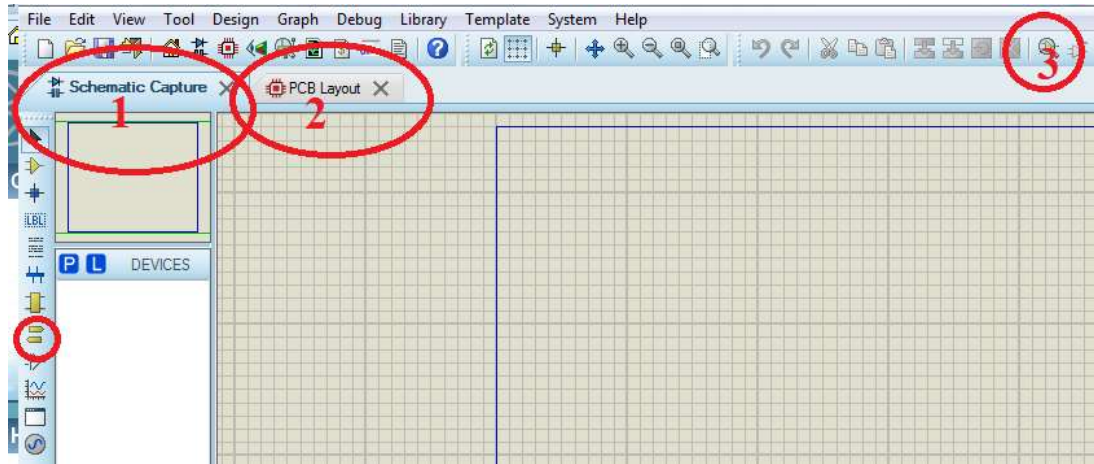 File Edit View Tool Design Graph Debug Library Template System Help
3
Schematic Capture
PCB Layout
1
2
LBL
P L DEVICES